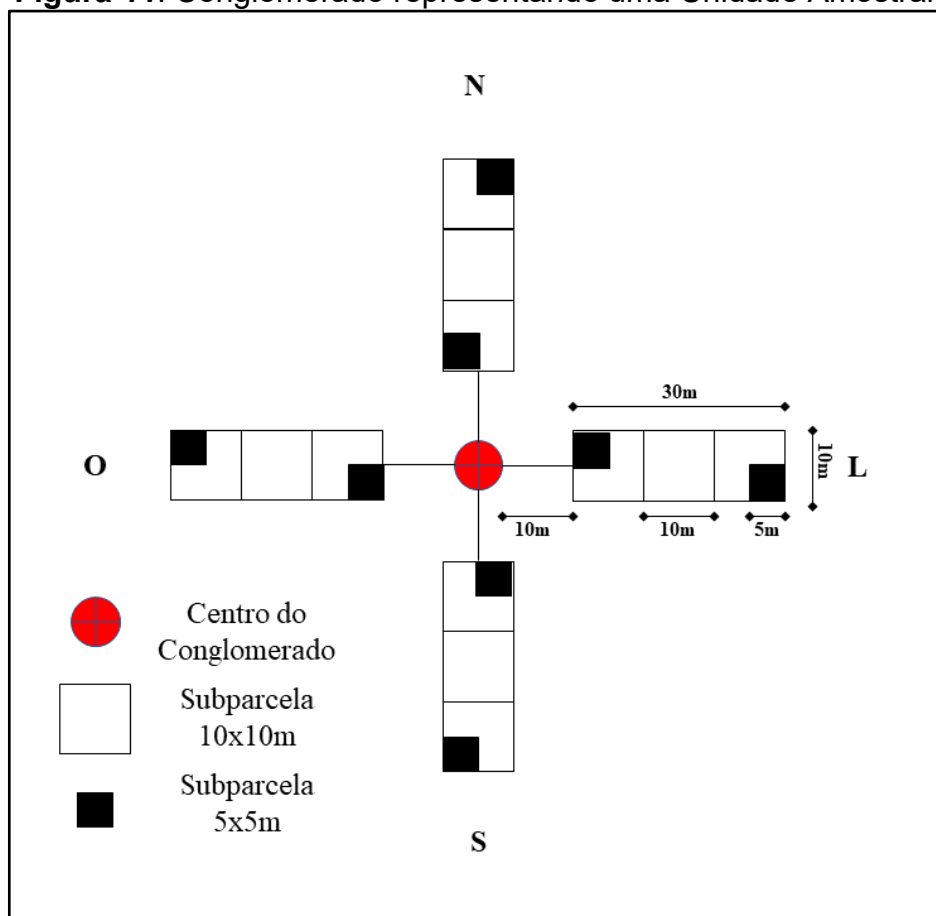 Figura 11. Conglomerado representando uma Unidade Amostral.
N
30m
O
10m
L
10m
10m
5m
Centro do
Conglomerado
Subparcela
10x10m
Subparcela
5x5m
S